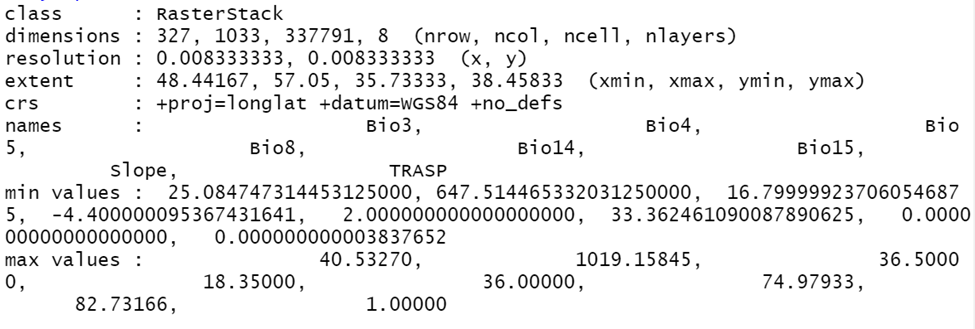 class      : RasterStack
dimensions : 327, 1033, 337791, 8  (nrow, ncol, ncell, nlayers)
resolution : 0.008333333, 0.008333333  (x, y)
extent     : 48.44167, 57.05, 35.73333, 38.45833  (xmin, xmax, ymin, ymax)
crs        : +proj=longlat +datum=WGS84 +no_defs
names      :                  Bio3,                  Bio4,                  Bio
5,                  Bio8,                 Bio14,                 Bio15,
        Slope,                 TRASP
min values : 25.084747314453125000, 647.514465332031250000, 16.79999923706054687
5, -4.400000095367431641, 2.000000000000000000, 33.362461090087890625, 0.0000
00000000000000, 0.000000000003837652
max values :              40.53270,            1019.15845,              36.5000
0,              18.35000,              36.00000,              74.97933,
     82.73166,               1.00000